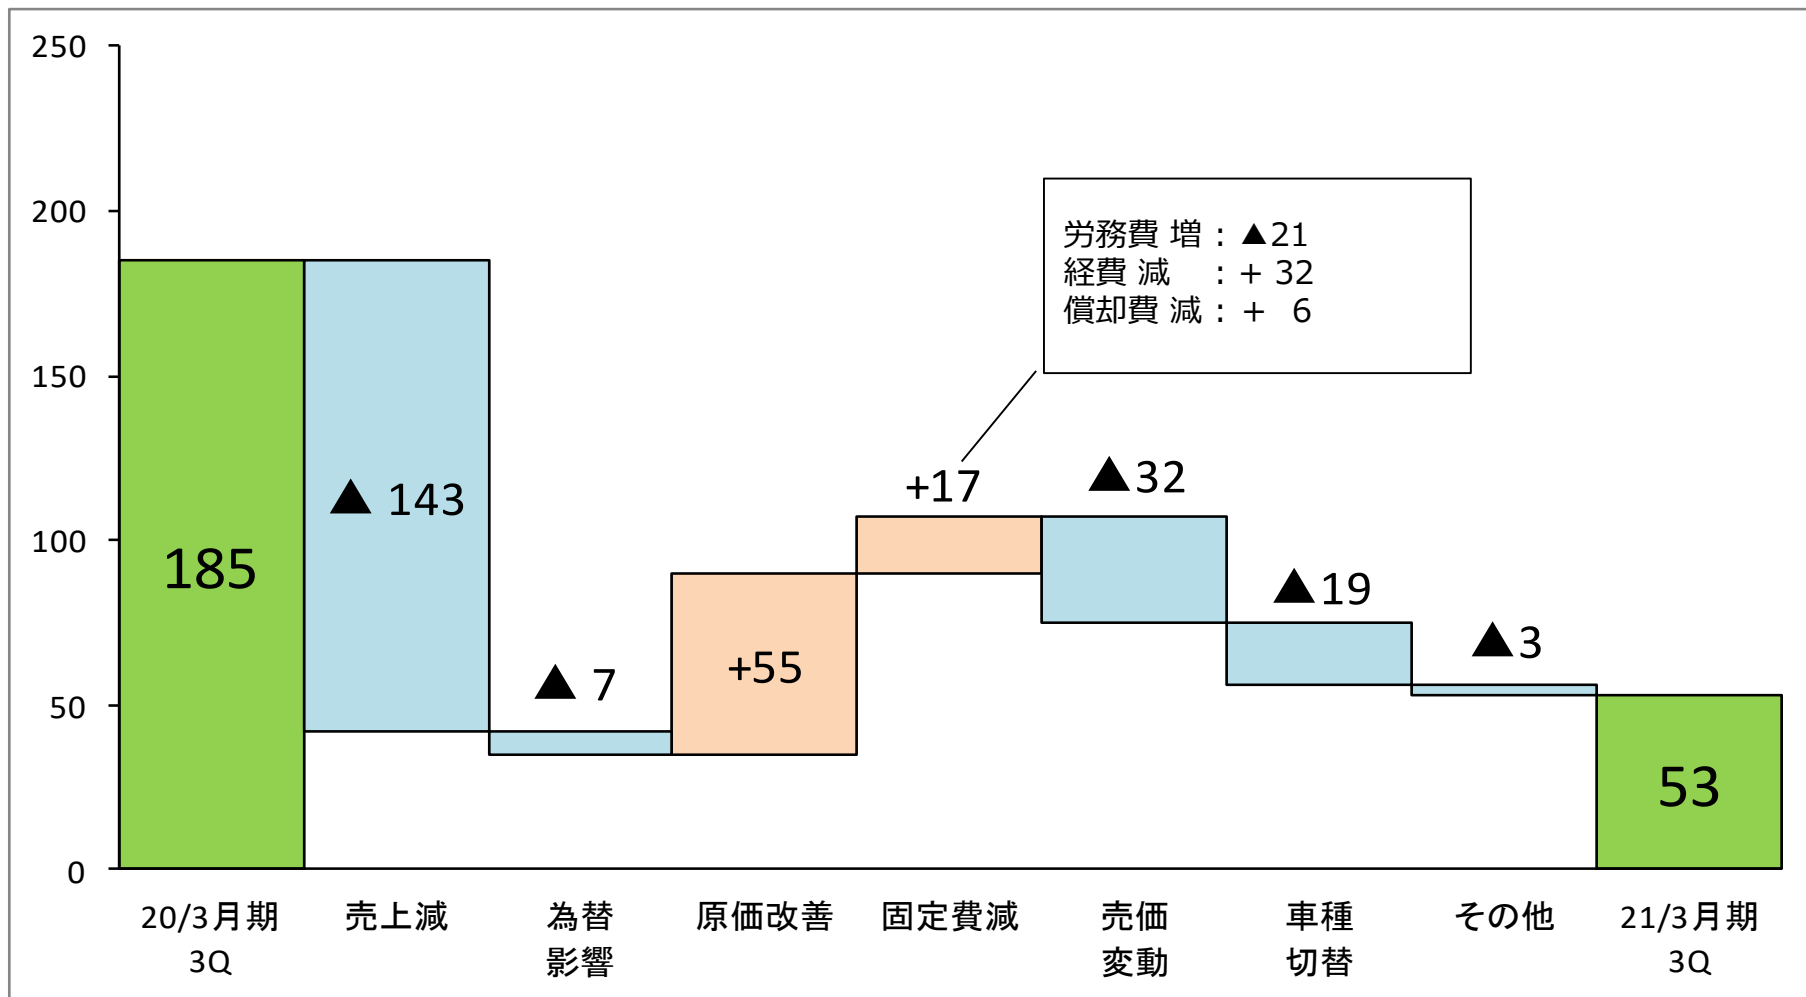 250
200
150
100
50
0
労務費 増 : ▲21
経費 減 : + 32
償却費 減 : + 6
185
▲ 143
▲ 7
+55
+17
▲32
▲19
▲3
53
20/3月期
3Q
売上減
為替
影響
原価改善
固定費減
売価
変動
車種
切替
その他
21/3月期
3Q